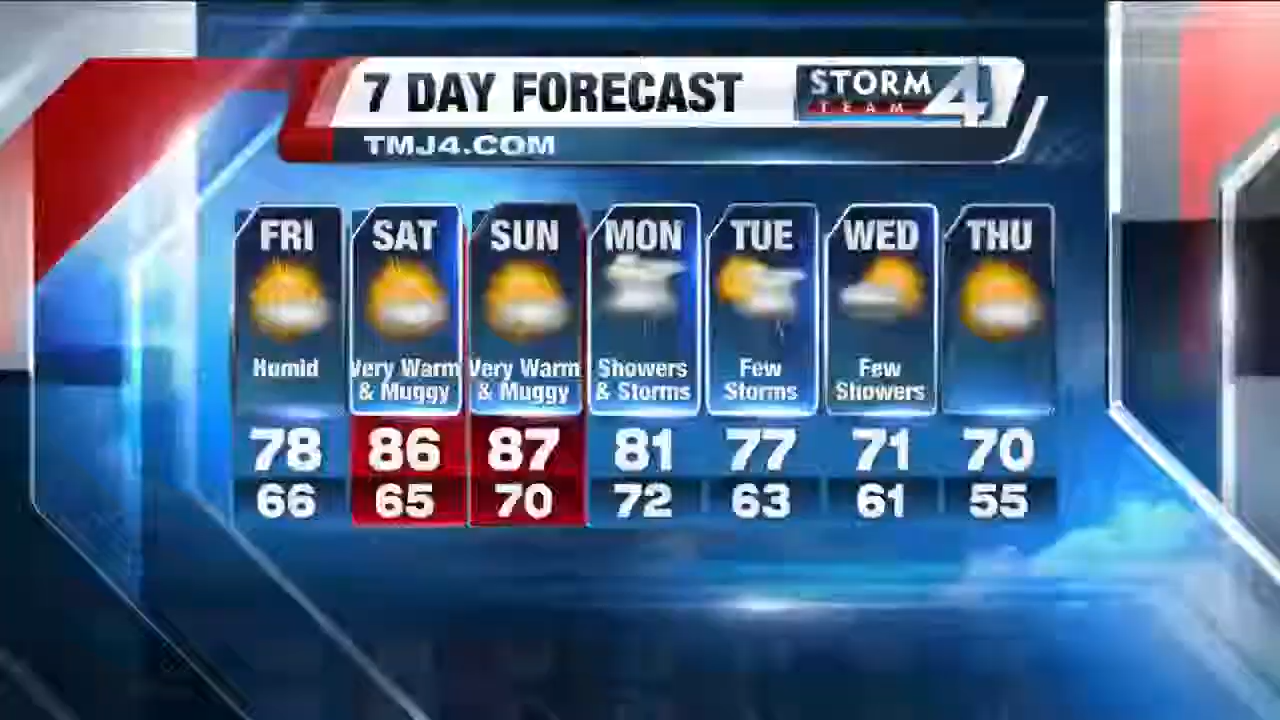 7 DAY FORECAST
STORM
TEAM 4
TMJ4.COM
FRI SAT SUN MON TUE WED THU
Humid Very Warm Very Warm Showers Few Few
& Muggy & Muggy & Storms Storms Showers
78 86 87 81 77 71 70
66 65 70 72 63 61 55